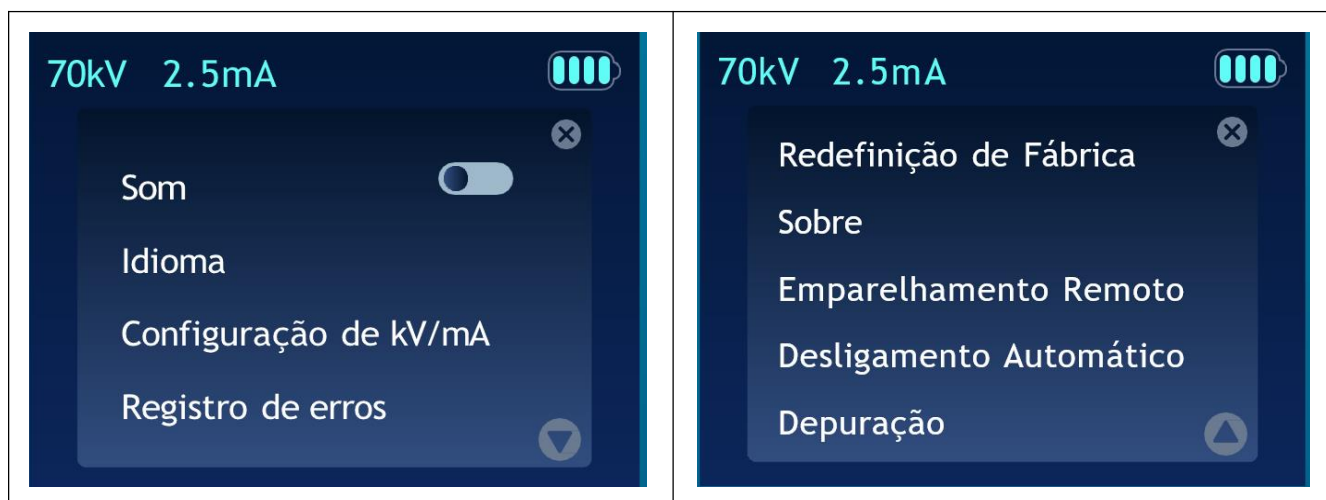 70kV 2.5mA
Som
Idioma
Configuração de kV/mA
Registro de erros
70kV 2.5mA
Redefinição de Fábrica
Sobre
Emparelhamento Remoto
Desligamento Automático
Depuração